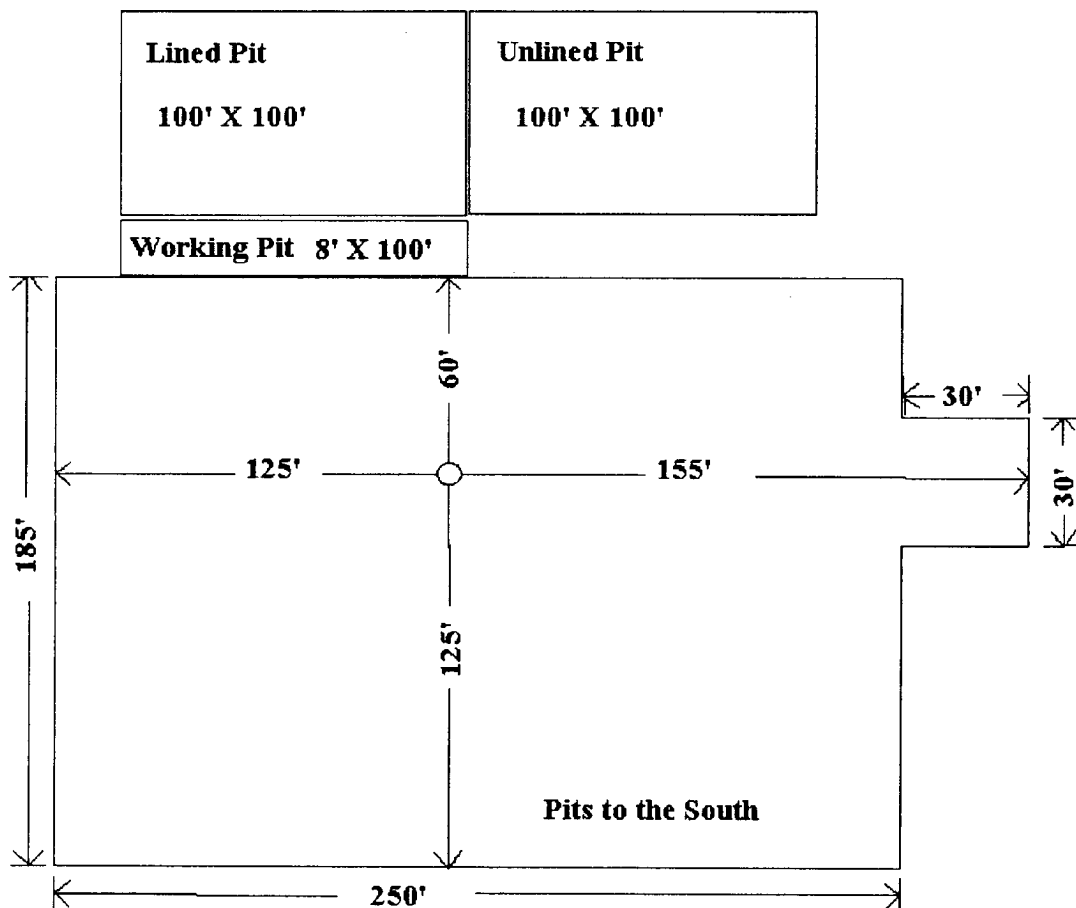 Lined Pit
100' X 100'
Unlined Pit
100' X 100'
Working Pit 8' X 100'
60'
30'
125'
155'
30'
185'
125'
Pits to the South
250'